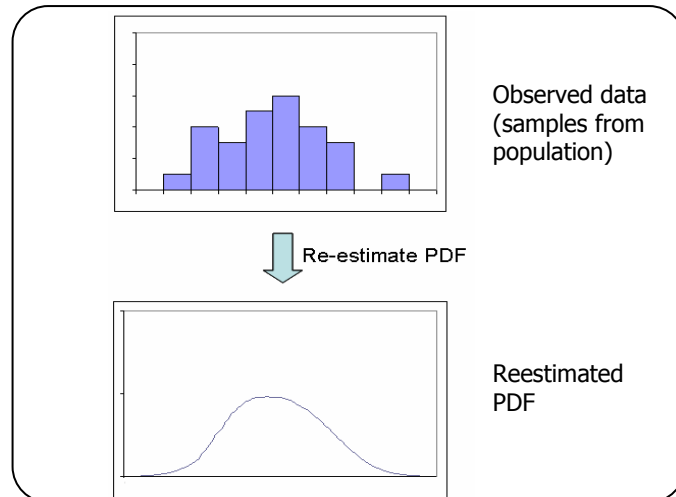 Observed data
(samples from
population)
Re-estimate PDF
Reestimated
PDF